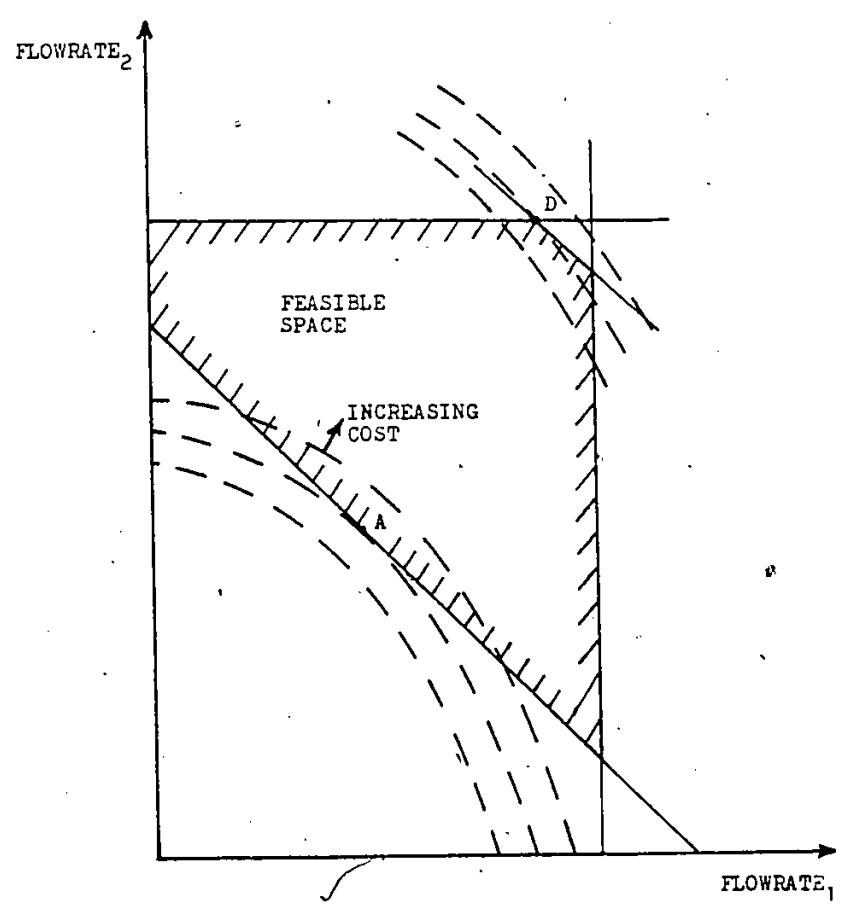 FLOWRATE2
D
FEASIBLE
SPACE
INCREASING
COST
A
FLOWRATE1